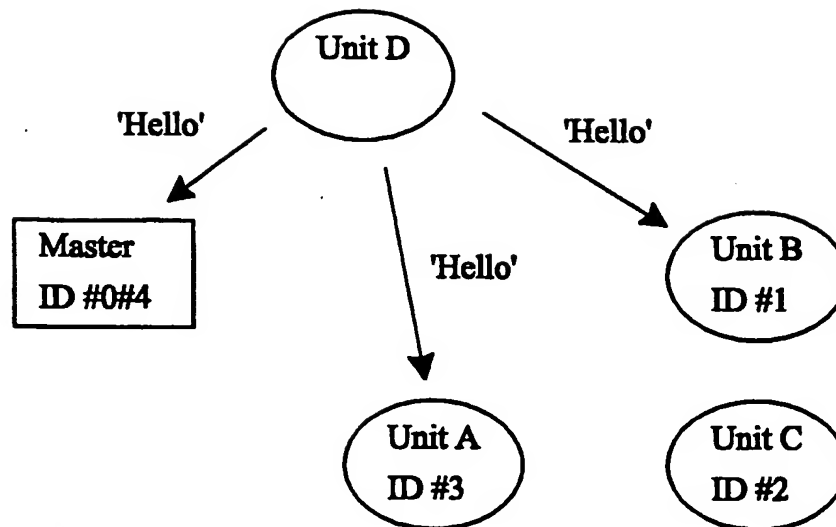 Unit D
'Hello'
'Hello'
Master
ID #0#4
'Hello'
Unit B
ID #1
Unit A
ID #3
Unit C
ID #2